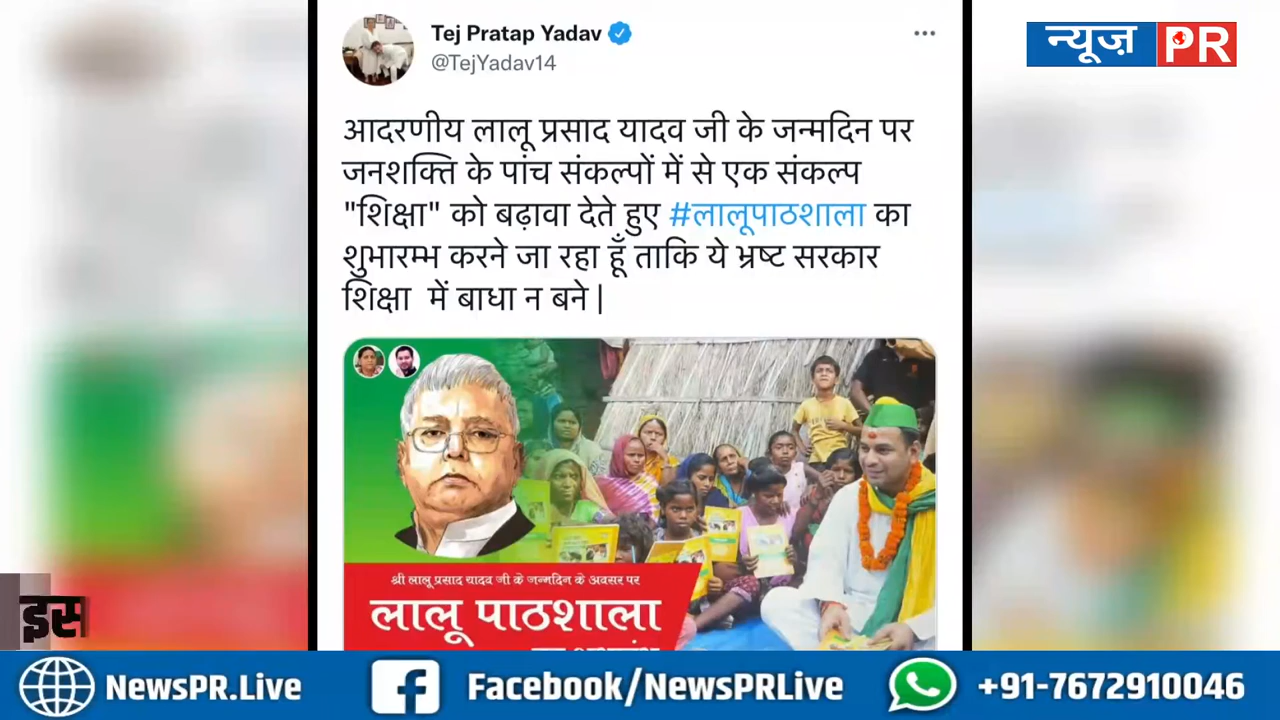 Tej Pratap Yadav
@TejYadav14
न्यूज़ PR
आदरणीय लालू प्रसाद यादव जी के जन्मदिन पर
जनशक्ति के पांच संकल्पों में से एक संकल्प
"शिक्षा" को बढ़ावा देते हुए #लालूपाठशाला का
शुभारम्भ करने जा रहा हूँ ताकि ये भ्रष्ट सरकार
शिक्षा में बाधा न बने |
श्री लालू प्रसाद यादव जी के जन्मदिन के अवसर पर
लालू पाठशाला
इस
NewsPR.Live
Facebook/NewsPRLive
+91-7672910046